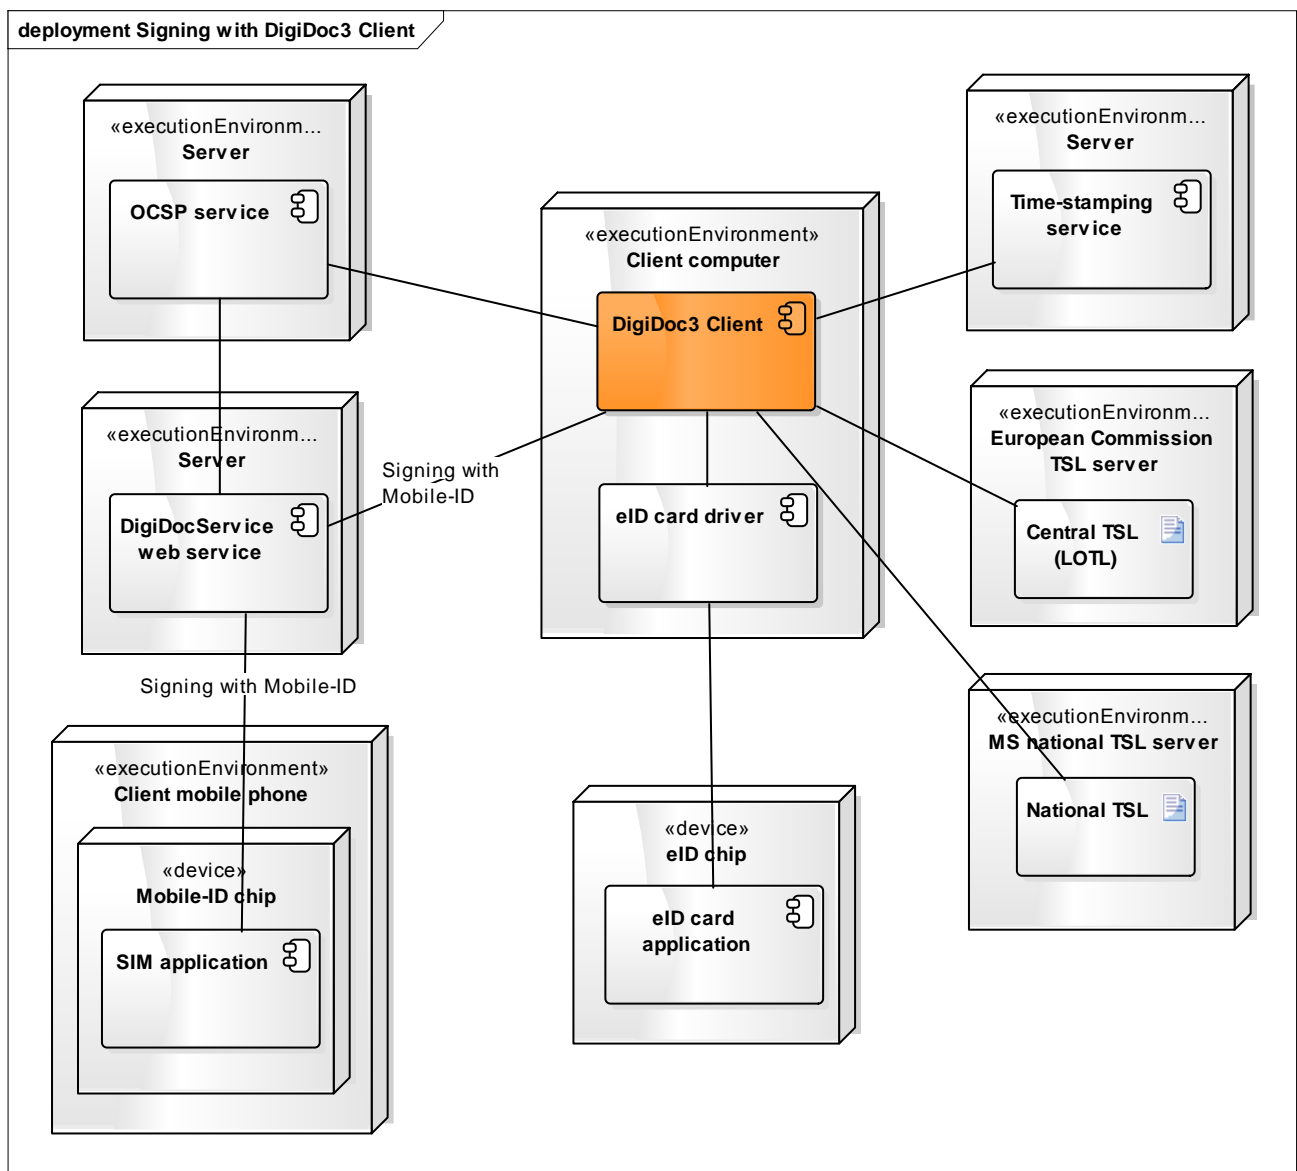 deployment Signing with DigiDoc3 Client
«executionEnvironm...
Server
OCSP service
«executionEnvironm...
Server
Time-stamping
service
«executionEnvironment»
Client computer
DigiDoc3 Client
eID card driver
«executionEnvironm...
Server
DigiDocService
web service
Signing with
Mobile-ID
«executionEnvironm...
European Commission
TSL server
Central TSL
(LOTL)
Signing with Mobile-ID
«executionEnvironment»
Client mobile phone
«device»
Mobile-ID chip
SIM application
«device»
eID chip
eID card
application
«executionEnvironm...
MS national TSL server
National TSL